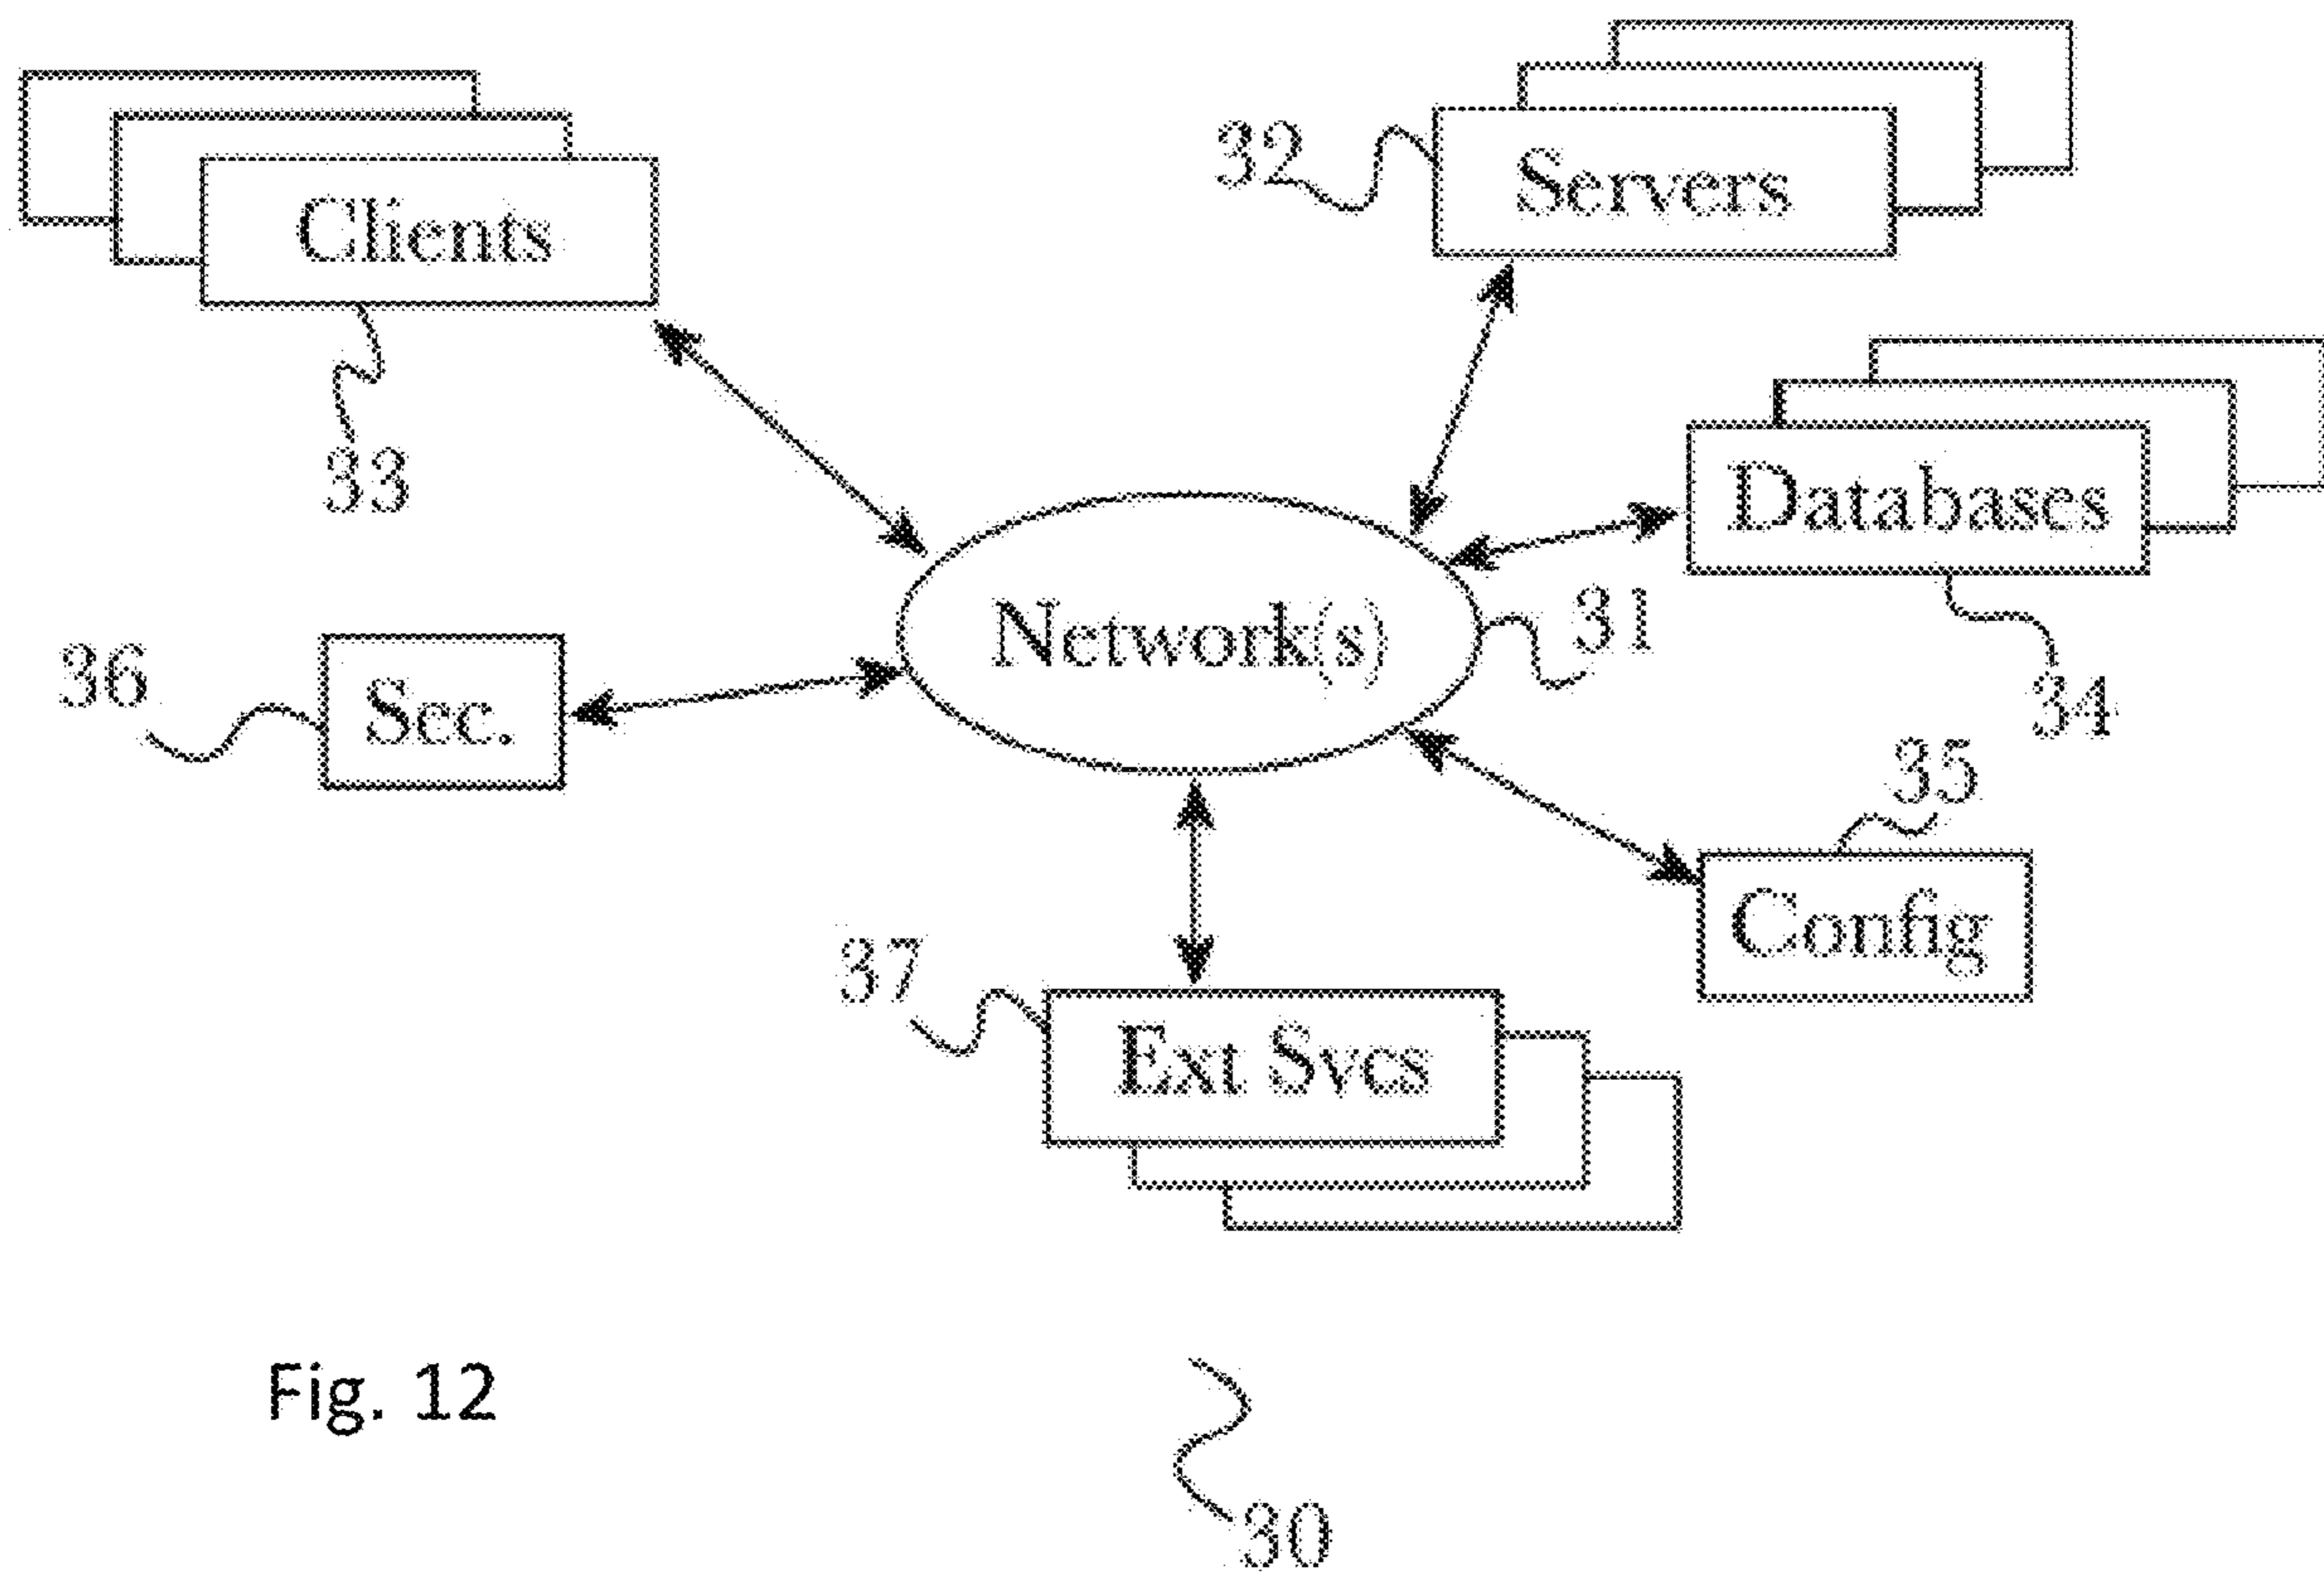 32
Servers
Clients
33
Databases
31
Network(s)
34
36
Sec.
35
Config
37
Ext Svcs
Fig. 12
30